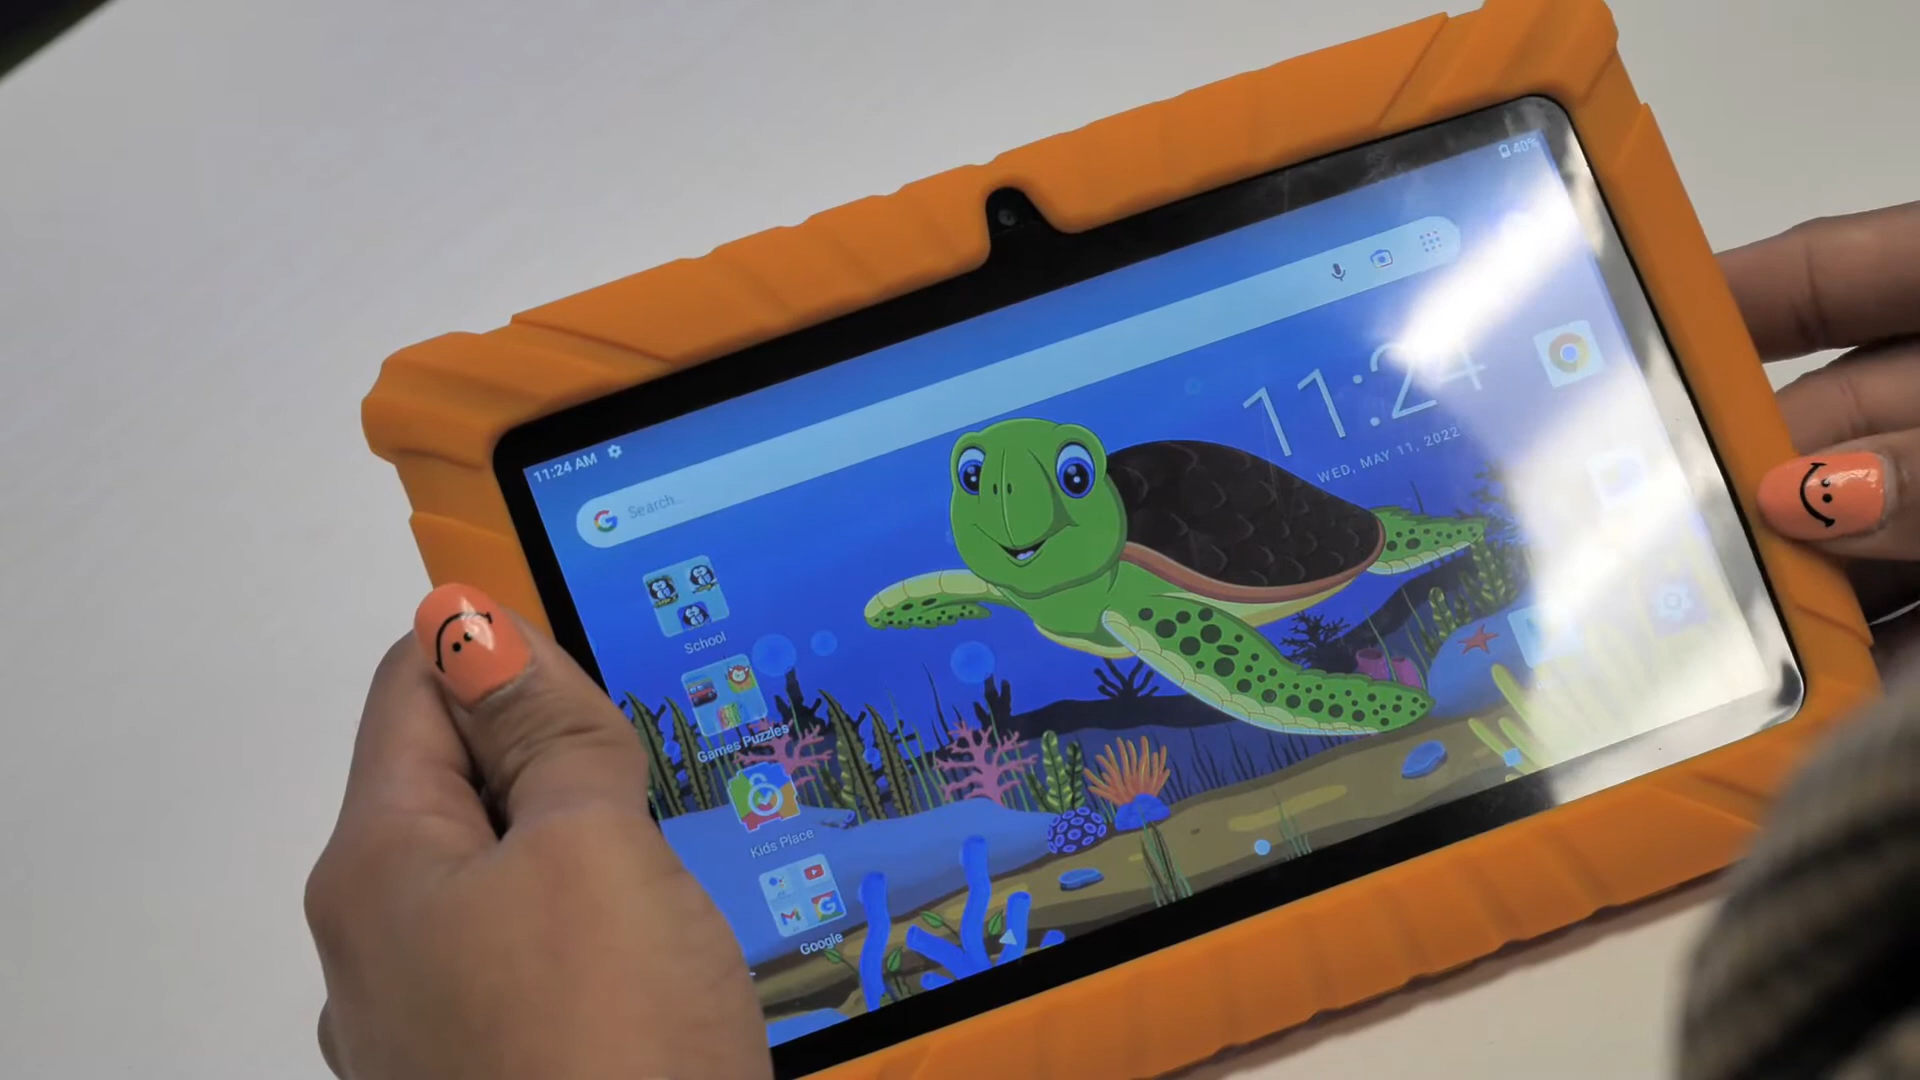 11:24 AM
40%
Search...
11:24
WED, MAY 11, 2022
School
Games Puzzles
Kids Place
Google